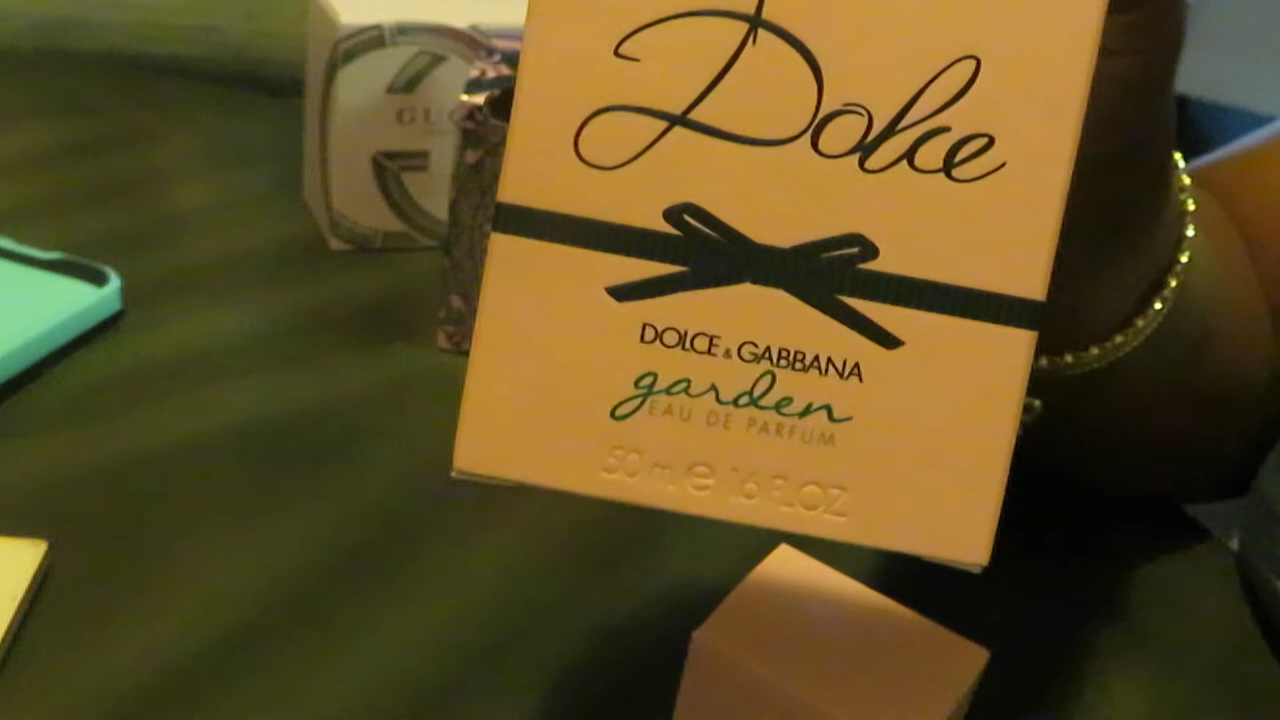 Dolce
DOLCE & GABBANA
garden
EAU DE PARFUM
50 ml e 1.6 FL.OZ